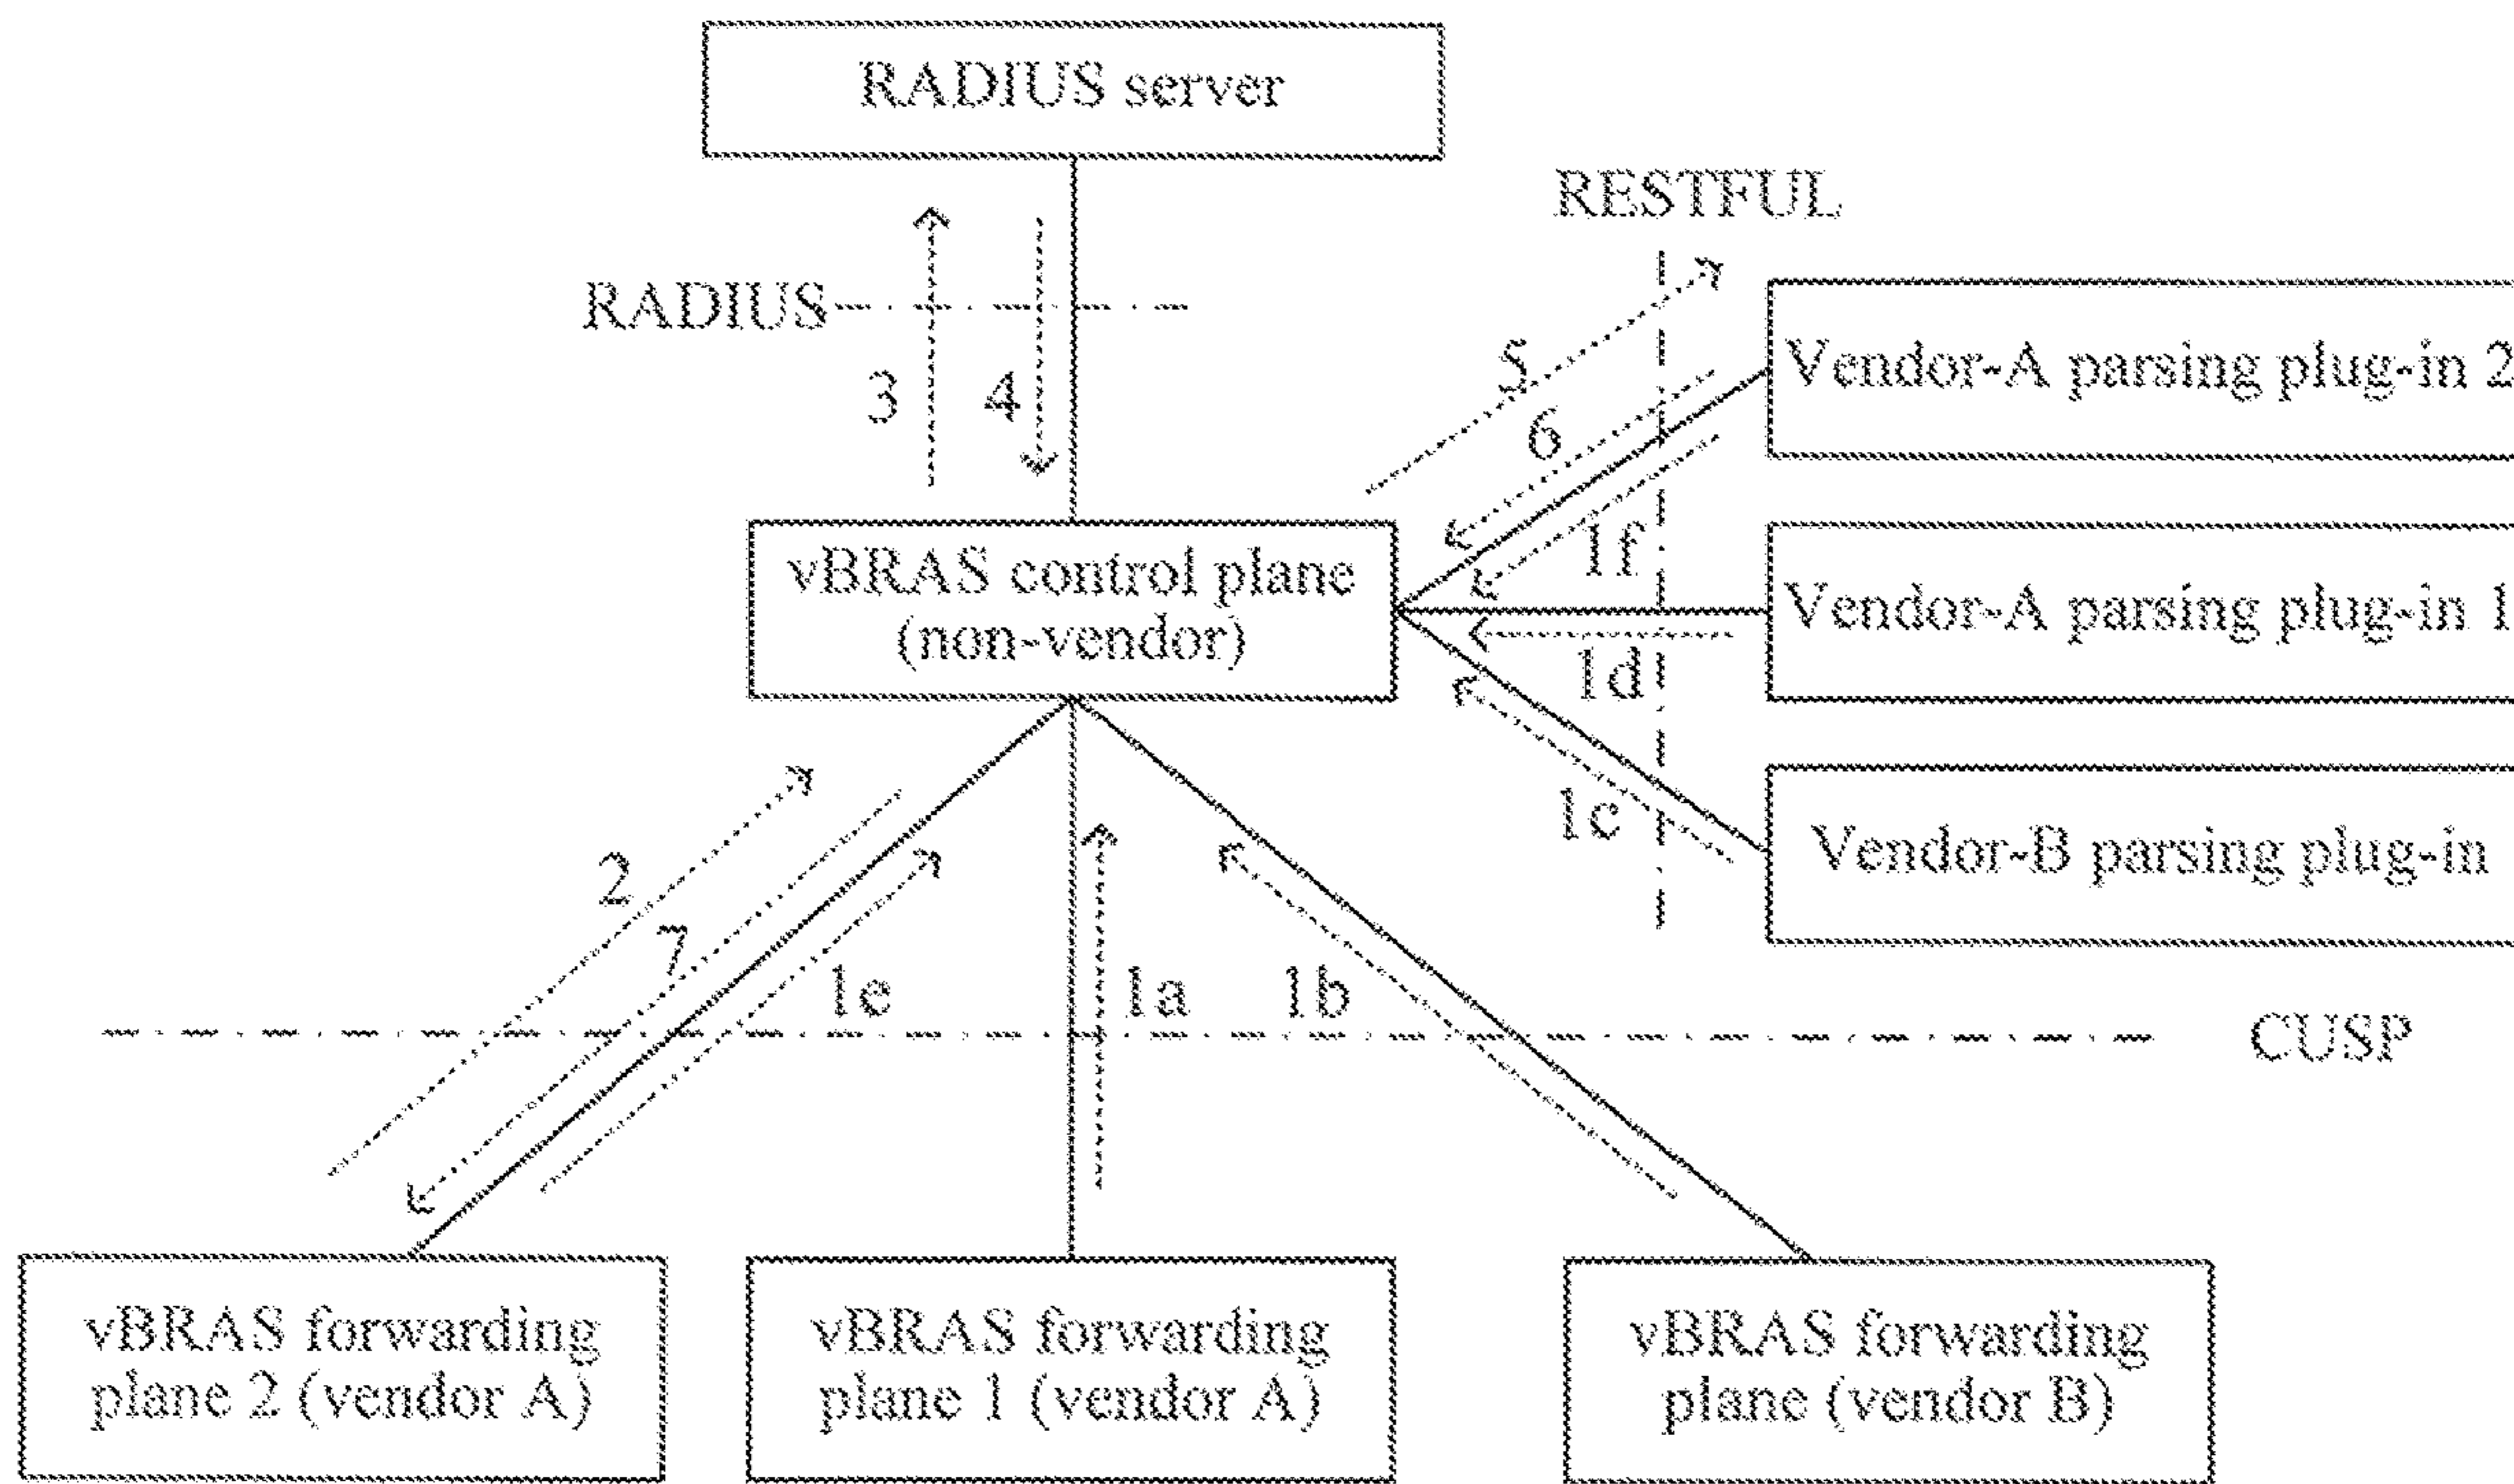 RADIUS server
RESTFUL
RADIUS
3
4
5
6
1f
Vendor-A parsing plug-in 2
vBRAS control plane
(non-vendor)
Vendor-A parsing plug-in 1
1d
1c
Vendor-B parsing plug-in
2
7
1e
1a
1b
CUSP
vBRAS forwarding
plane 2 (vendor A)
vBRAS forwarding
plane 1 (vendor A)
vBRAS forwarding
plane (vendor B)